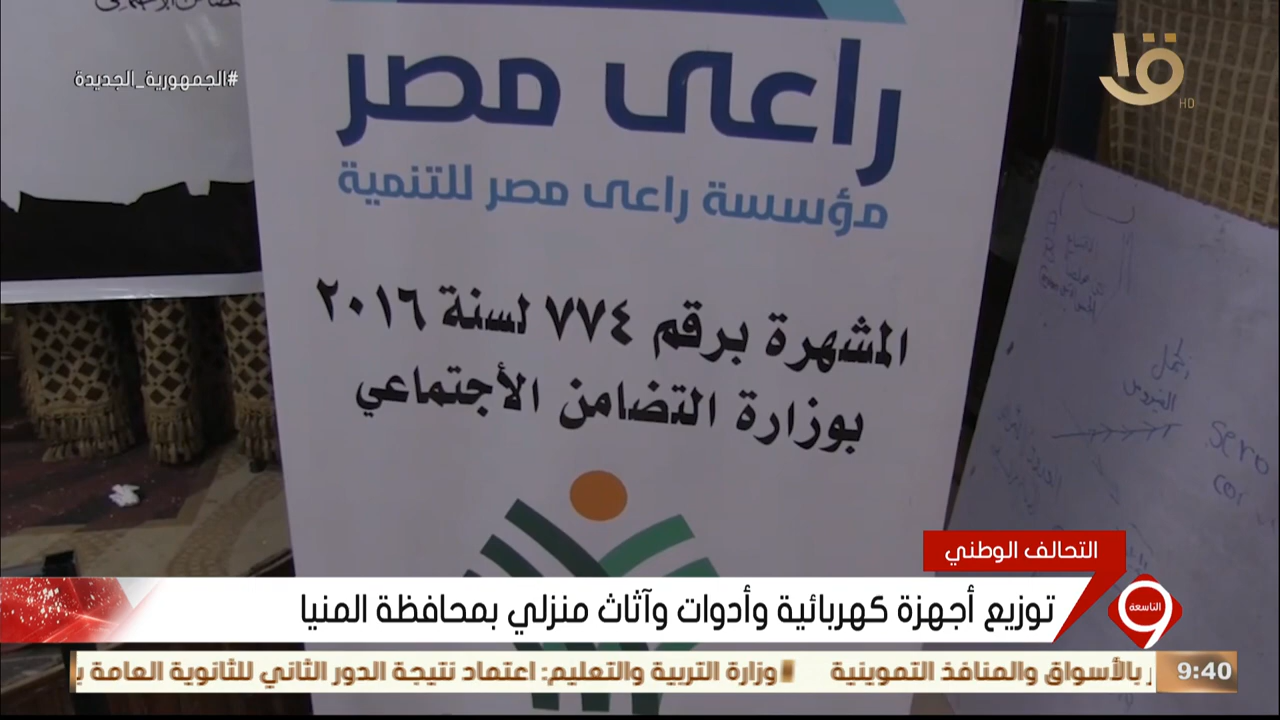 #الجمهورية_الجديدة
HD
راعى مصر
مؤسسة راعى مصر للتنمية
المشهرة برقم ٧٧٤ لسنة ٢٠١٦
بوزارة التضامن الأجتماعي
sero
التحالف الوطني
التاسعة
توزيع أجهزة كهربائية وأدوات وآثاث منزلي بمحافظة المنيا
9:40
بالأسواق والمنافذ التموينية
وزارة التربية والتعليم: اعتماد نتيجة الدور الثاني للثانوية العامة